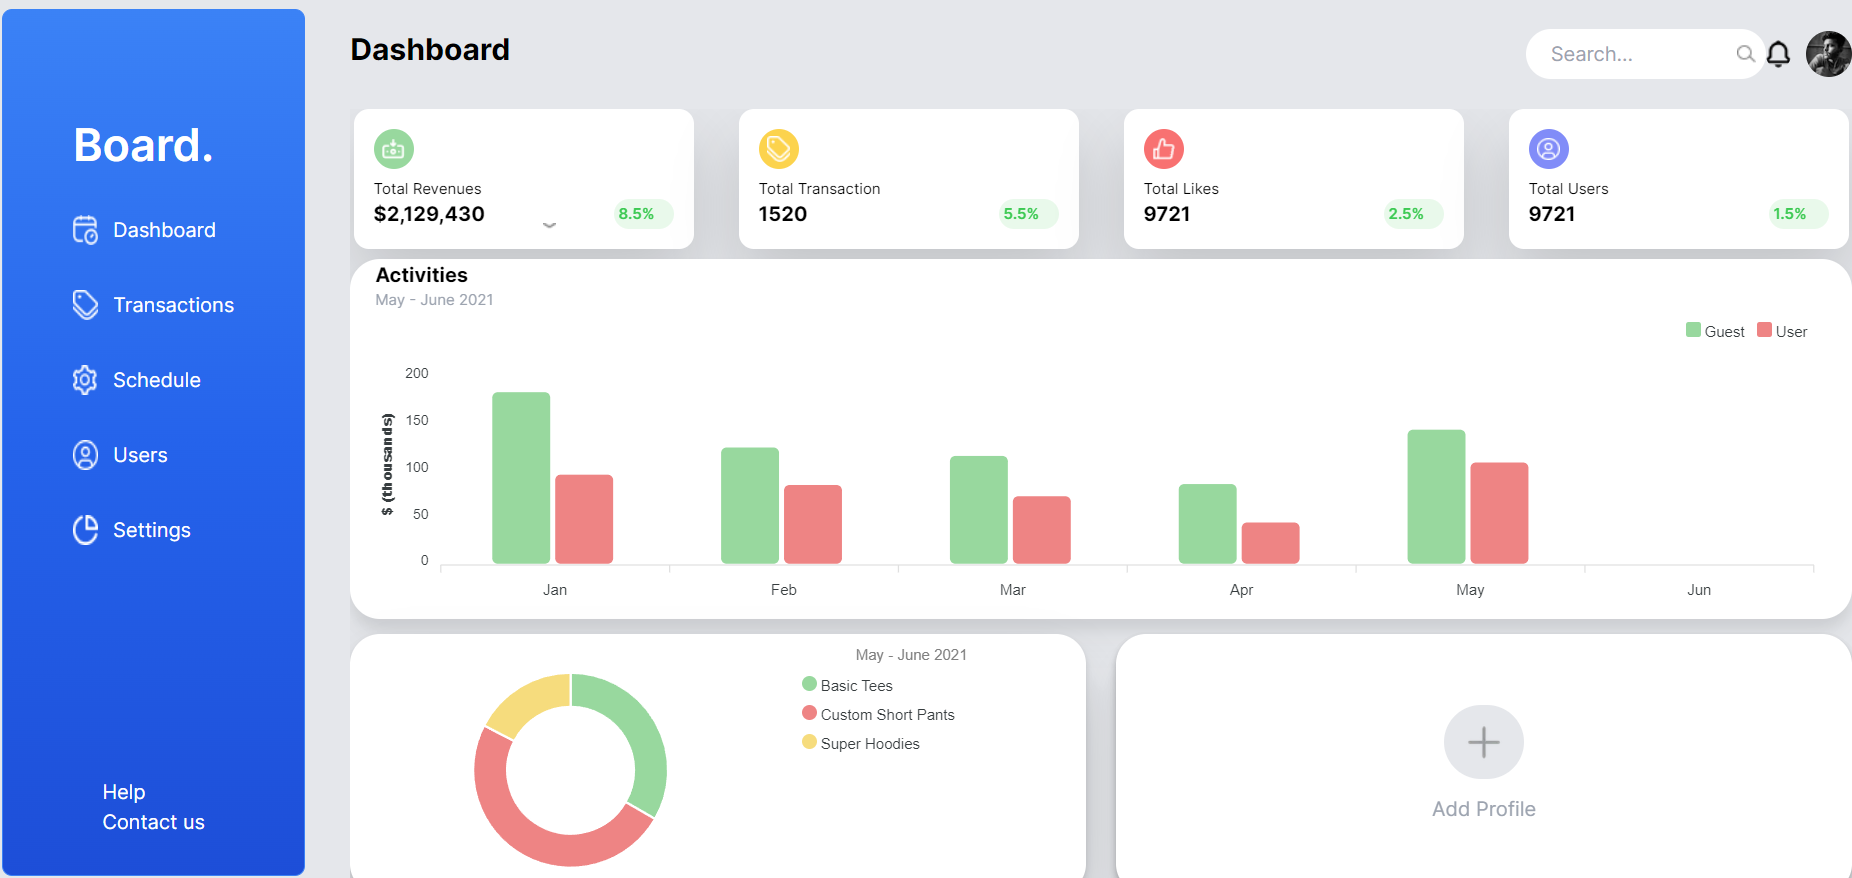 Board.
Dashboard
Transactions
Schedule
Users
Settings
Help
Contact us
Dashboard
Search...
Total Revenues
$2,129,430
8.5%
Total Transaction
1520
5.5%
Total Likes
9721
2.5%
Total Users
9721
1.5%
Activities
May - June 2021
Guest User
$ (thousands)
200
150
100
50
0
Jan Feb Mar Apr May Jun
May - June 2021
Basic Tees
Custom Short Pants
Super Hoodies
Add Profile